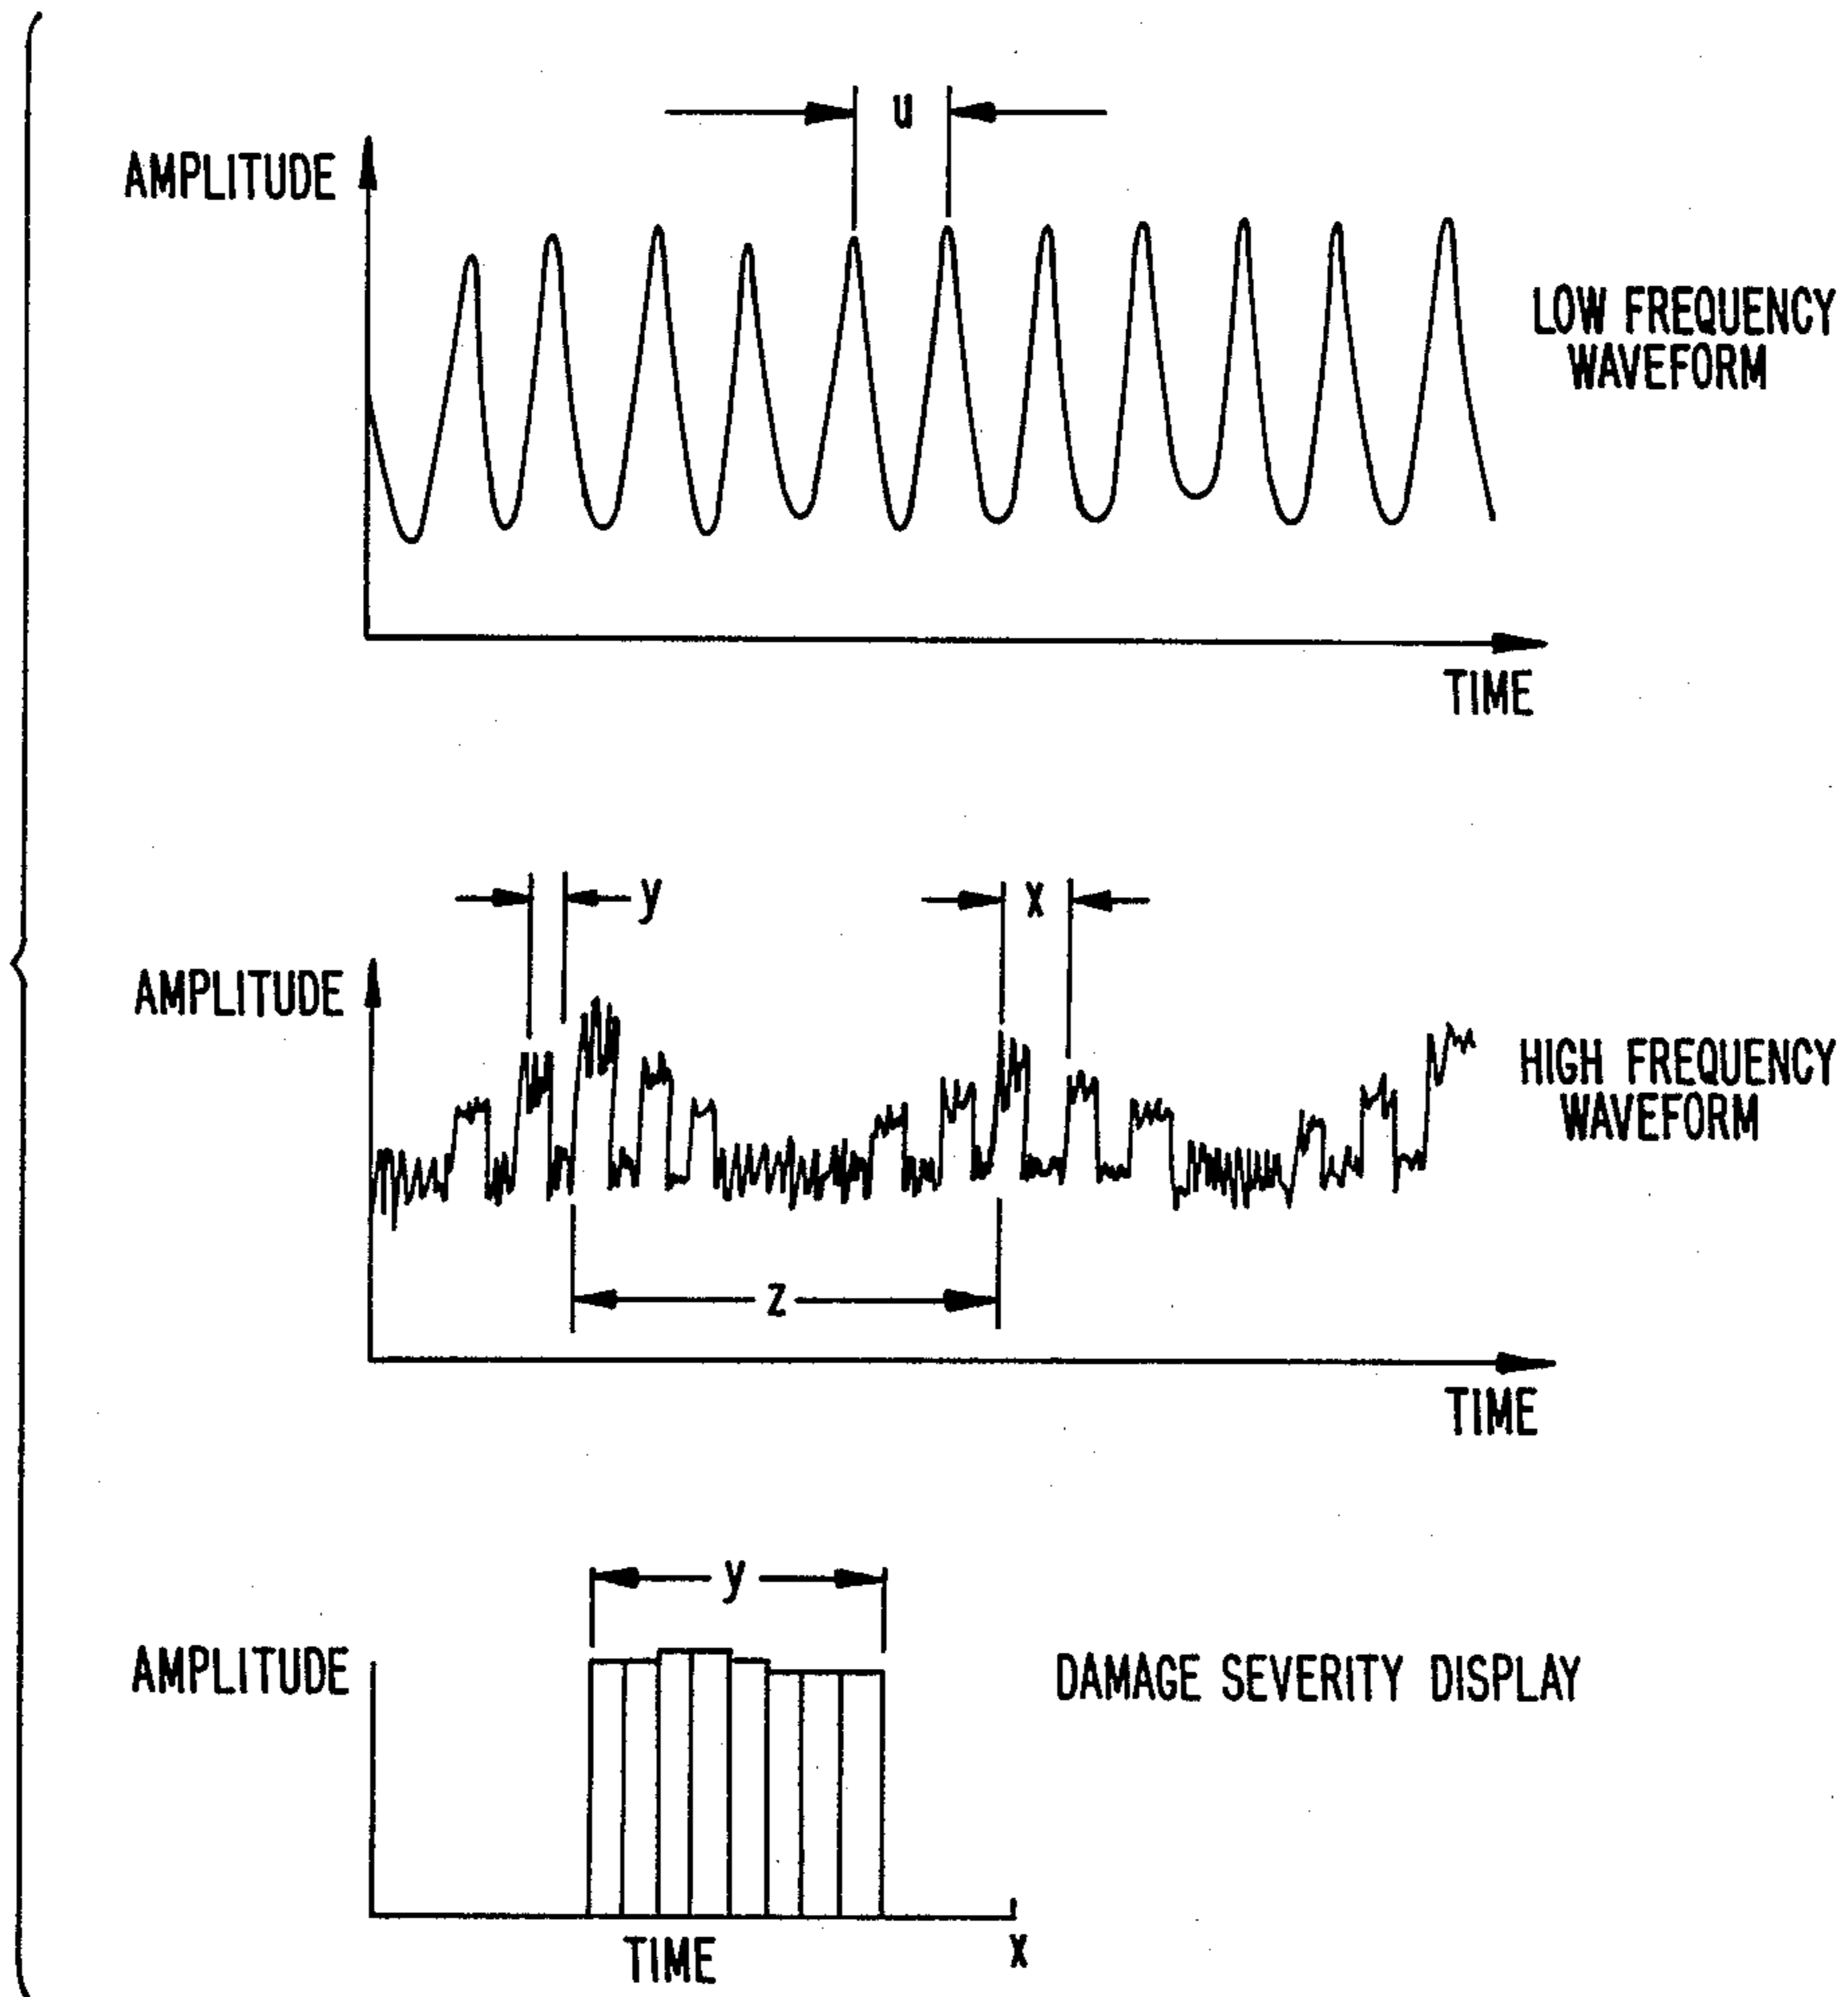 U
AMPLITUDE
LOW FREQUENCY
WAVEFORM
TIME
y
X
AMPLITUDE
HIGH FREQUENCY
WAVEFORM
Z
TIME
y
AMPLITUDE
DAMAGE SEVERITY DISPLAY
TIME
X